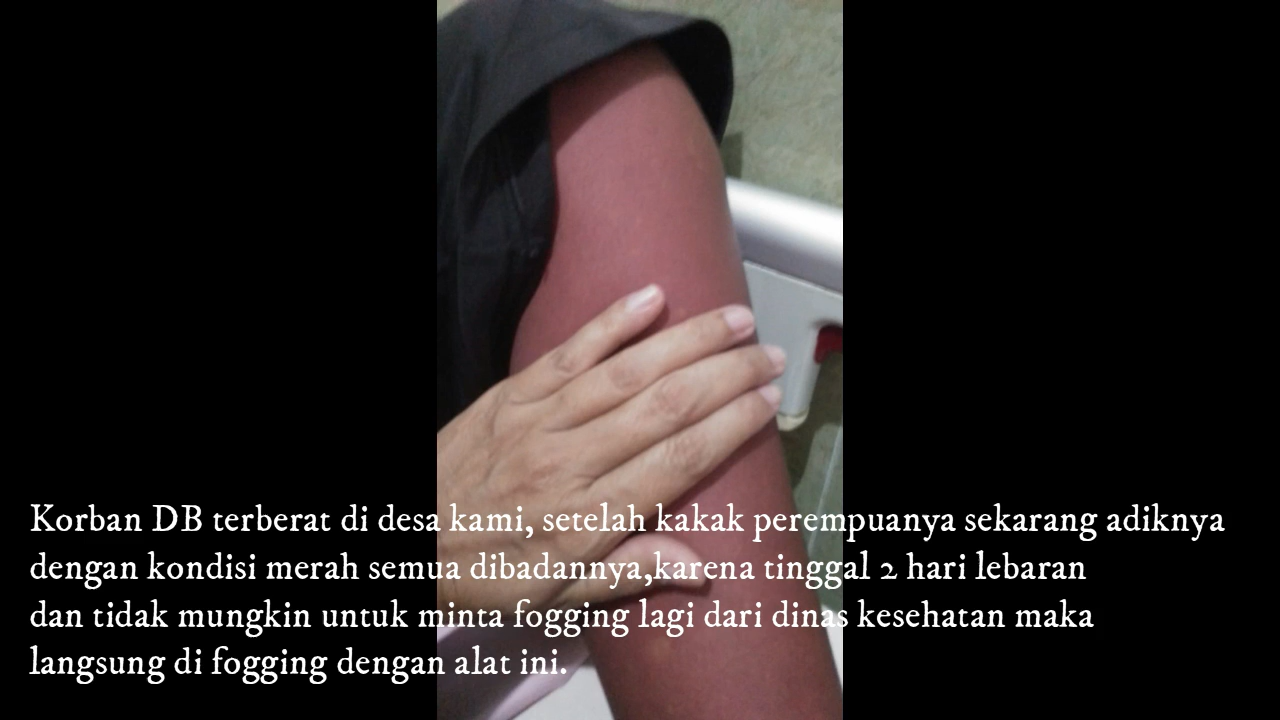 Korban DB terberat di desa kami, setelah kakak perempuanya sekarang adiknya
dengan kondisi merah semua dibadannya,karena tinggal 2 hari lebaran
dan tidak mungkin untuk minta fogging lagi dari dinas kesehatan maka
langsung di fogging dengan alat ini.